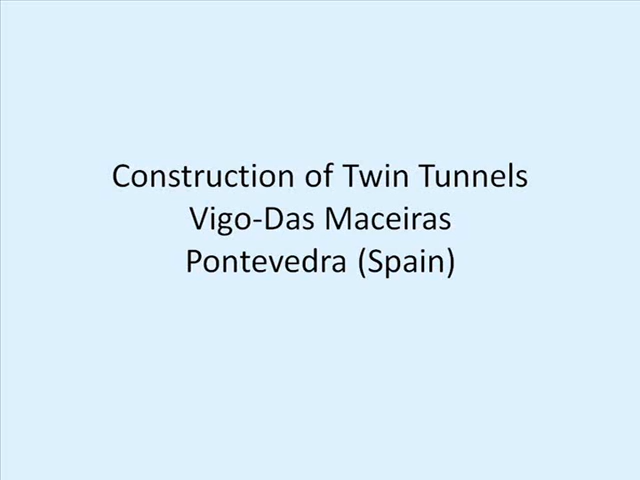 Construction of Twin Tunnels
Vigo-Das Maceiras
Pontevedra (Spain)